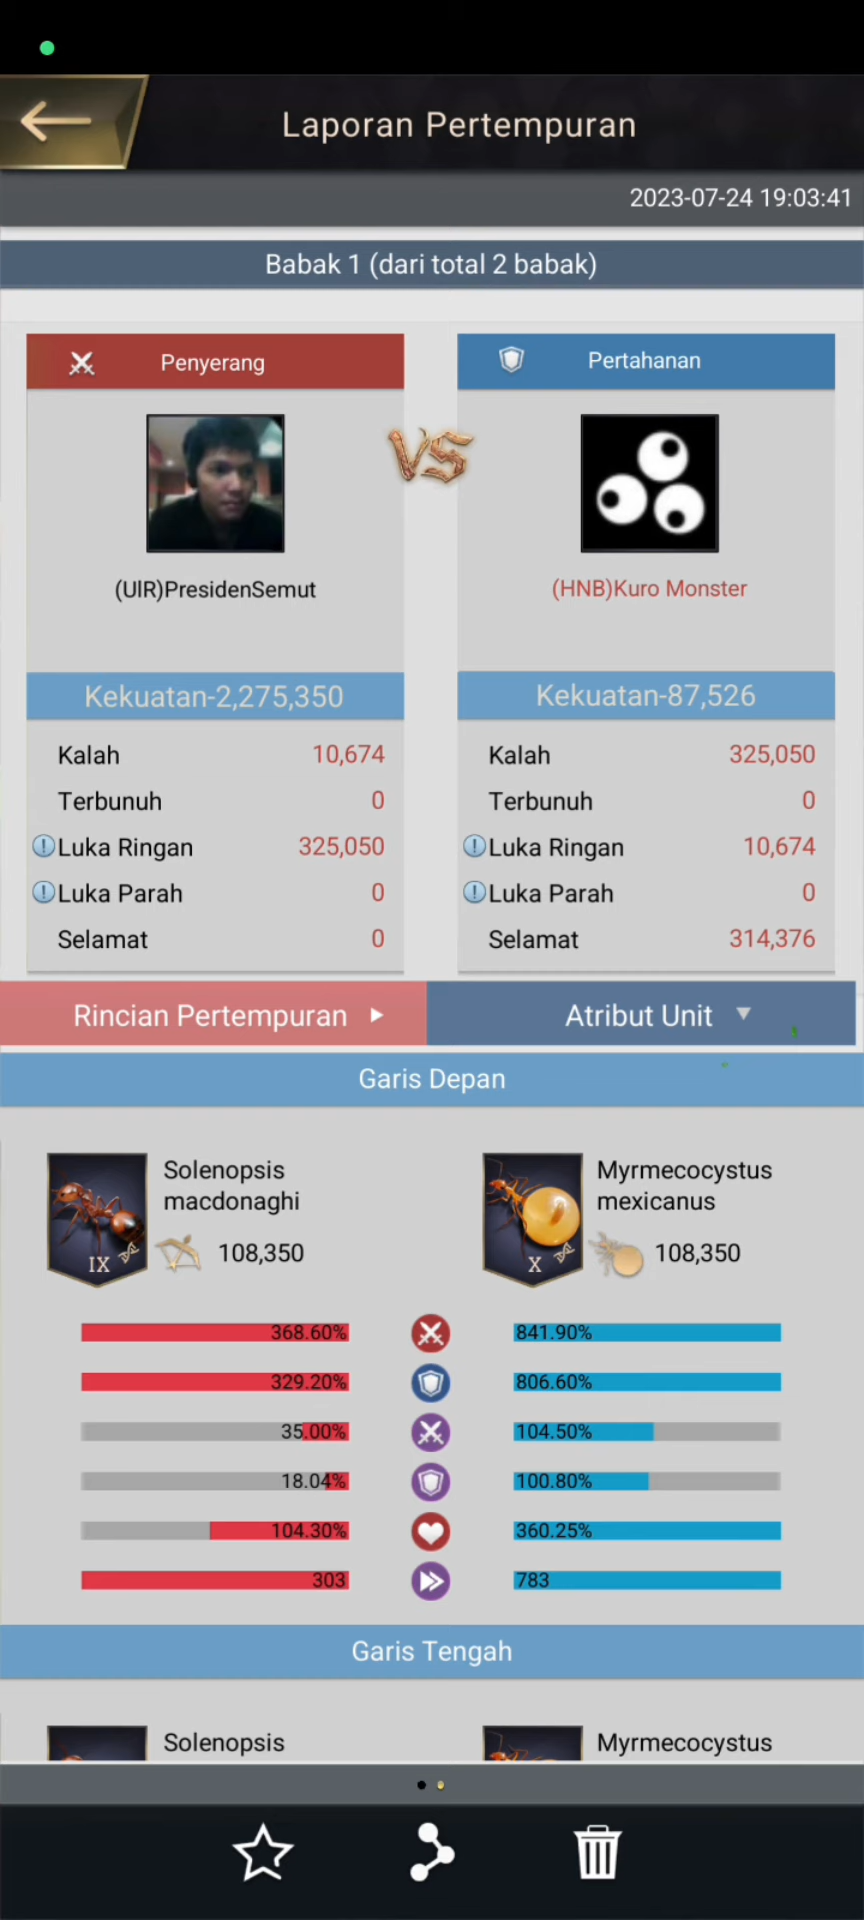 Laporan Pertempuran
2023-07-24 19:03:41
Babak 1 (dari total 2 babak)
Penyerang
Pertahanan
VS
(UIR)PresidenSemut
(HNB)Kuro Monster
Kekuatan-2,275,350
Kekuatan-87,526
Kalah 10,674
Kalah 325,050
Terbunuh 0
Terbunuh 0
Luka Ringan 325,050
Luka Ringan 10,674
Luka Parah 0
Luka Parah 0
Selamat 0
Selamat 314,376
Rincian Pertempuran
Atribut Unit
Garis Depan
Solenopsis
macdonaghi
IX
108,350
Myrmecocystus
mexicanus
X
108,350
368.60% 841.90%
329.20% 806.60%
35.00% 104.50%
18.04% 100.80%
104.30% 360.25%
303 783
Garis Tengah
Solenopsis
Myrmecocystus